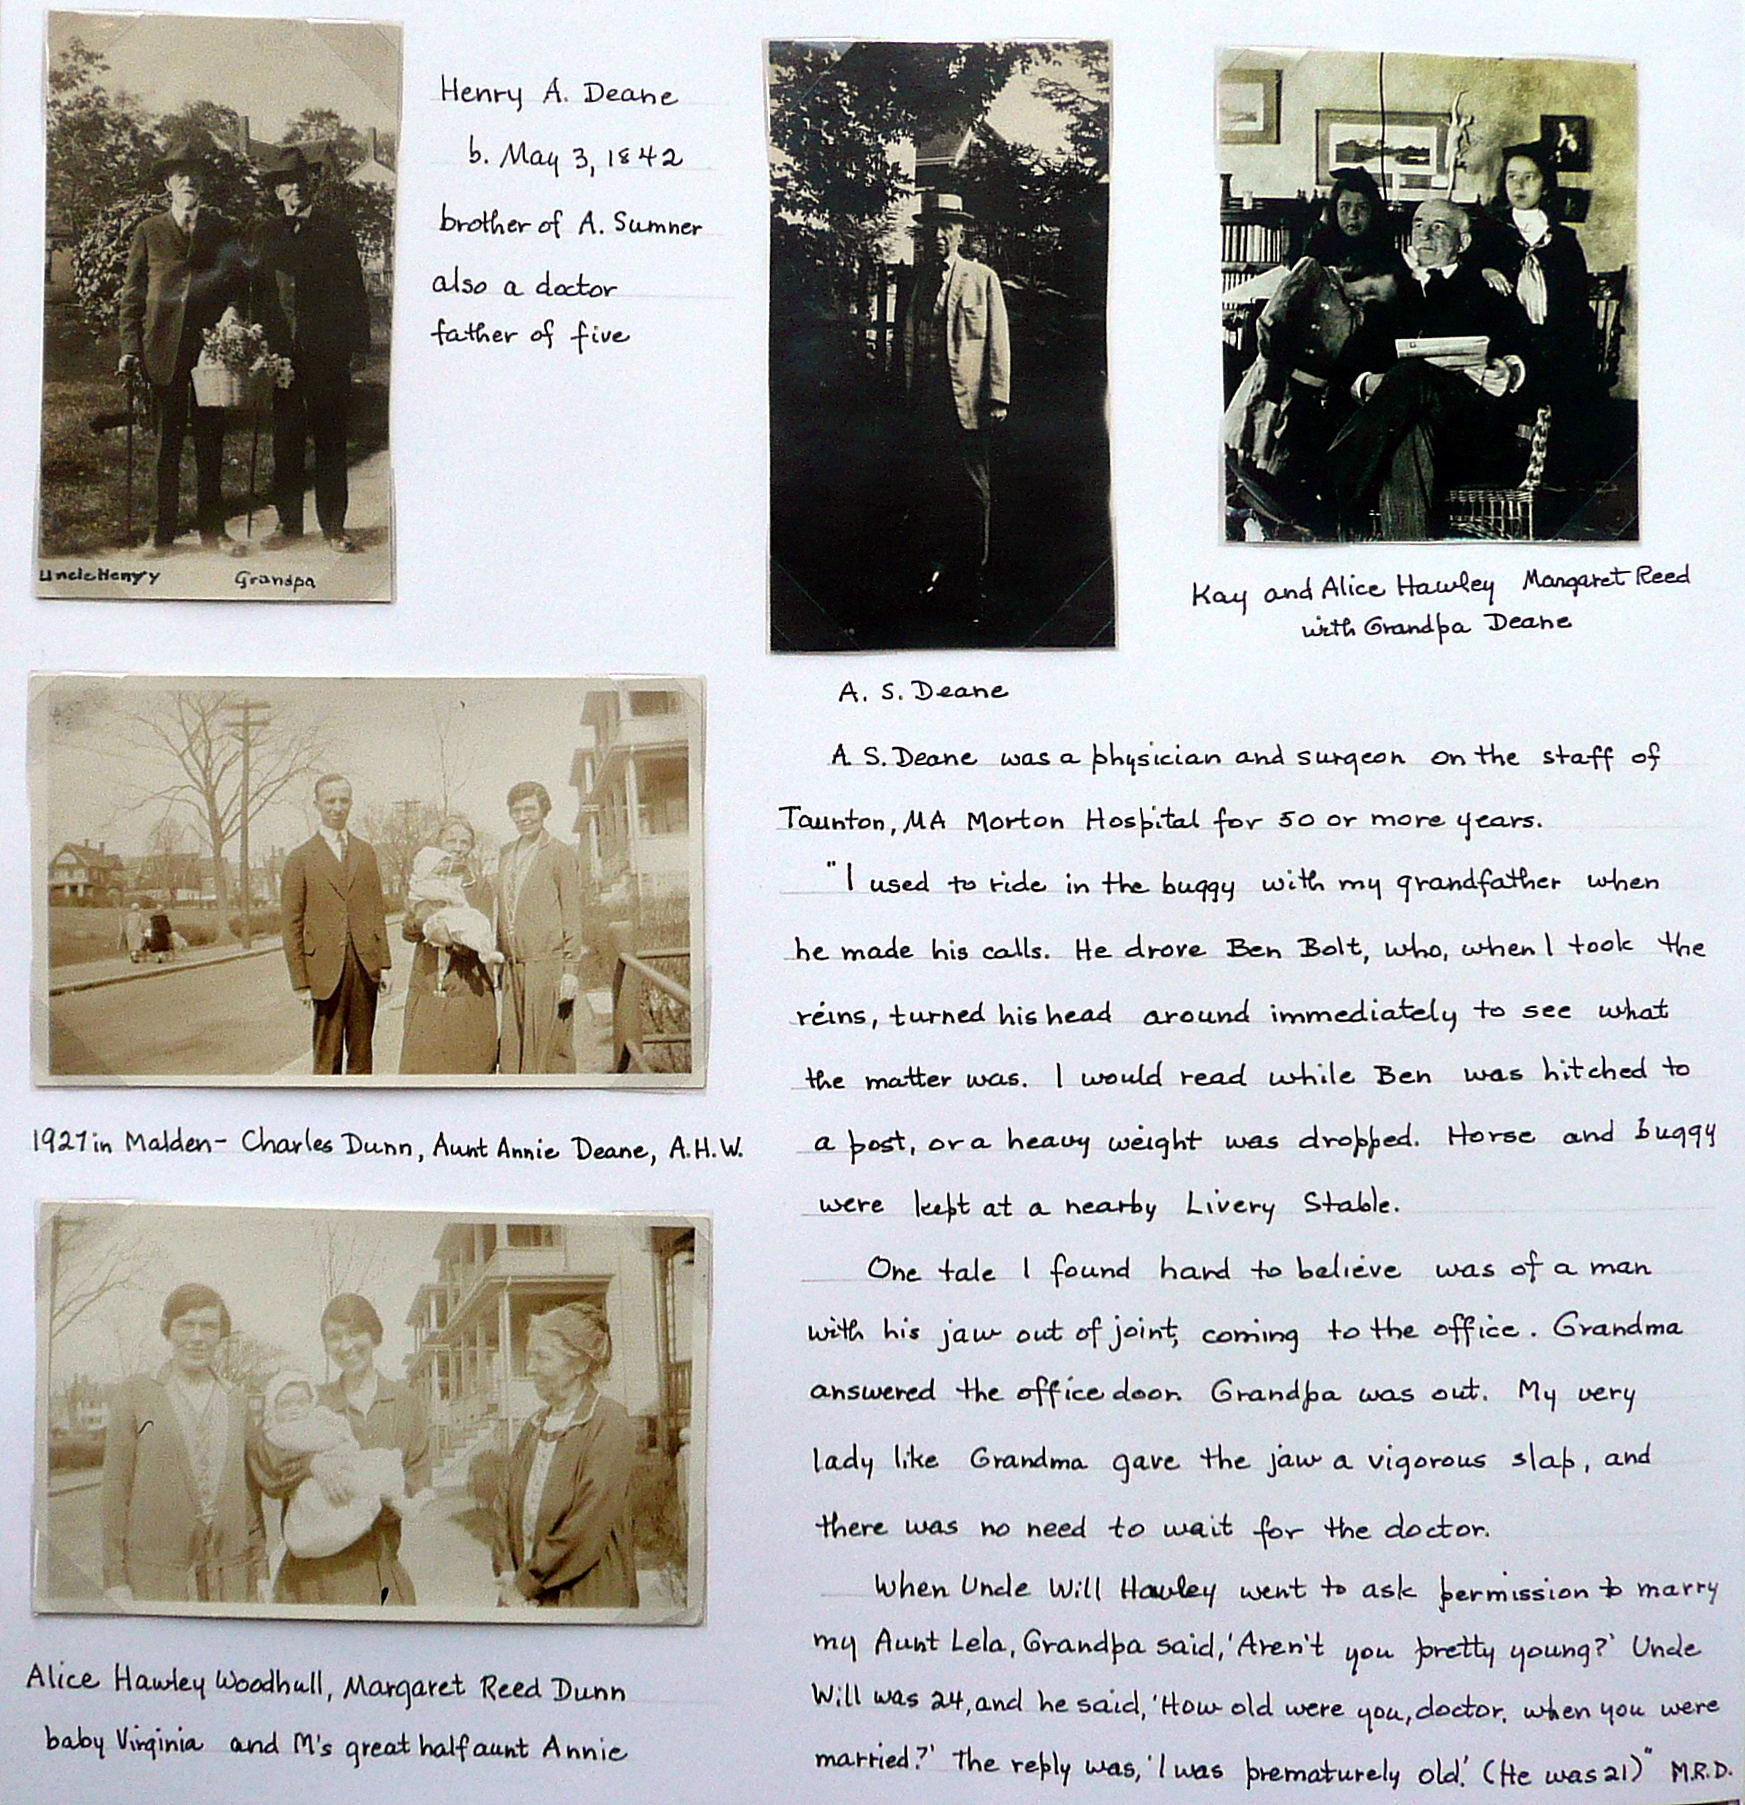 Henry A. Deane
b. May 3, 1842
brother of A. Sumner
also a doctor
father of five
Uncle Henry
Grandpa
Kay and Alice Hawley Margaret Reed
with Grandpa Deane
A. S. Deane
A. S. Deane was a physician and surgeon on the staff of
Taunton, MA Morton Hospital for 50 or more years.
"I used to ride in the buggy with my grandfather when
he made his calls. He drove Ben Bolt, who, when I took the
reins, turned his head around immediately to see what
the matter was. I would read while Ben was hitched to
a post, or a heavy weight was dropped. Horse and buggy
were kept at a nearby Livery Stable.
One tale I found hard to believe was of a man
with his jaw out of joint, coming to the office. Grandma
answered the office door. Grandpa was out. My very
lady like Grandma gave the jaw a vigorous slap, and
there was no need to wait for the doctor.
When Uncle Will Hawley went to ask permission to marry
my Aunt Lela, Grandpa said, 'Aren't you pretty young?' Uncle
Will was 24, and he said, 'How old were you, doctor, when you were
married?' The reply was, 'I was prematurely old.' (He was 21)" M.R.D.
1927 in Malden - Charles Dunn, Aunt Annie Deane, A.H.W.
Alice Hawley Woodhull, Margaret Reed Dunn
baby Virginia and M's great half aunt Annie